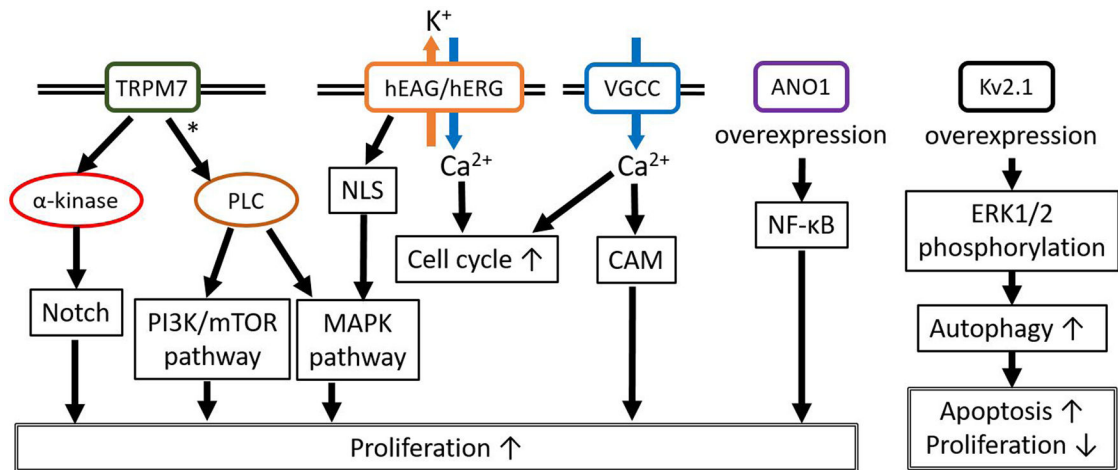 K⁺
TRPM7
hEAG/hERG
VGCC
ANO1
Kv2.1
*
overexpression
overexpression
α-kinase
PLC
NLS
Ca²⁺
Ca²⁺
NF-κB
ERK1/2
phosphorylation
Cell cycle ↑
CAM
Notch
PI3K/mTOR
pathway
MAPK
pathway
Autophagy ↑
Proliferation ↑
Apoptosis ↑
Proliferation ↓